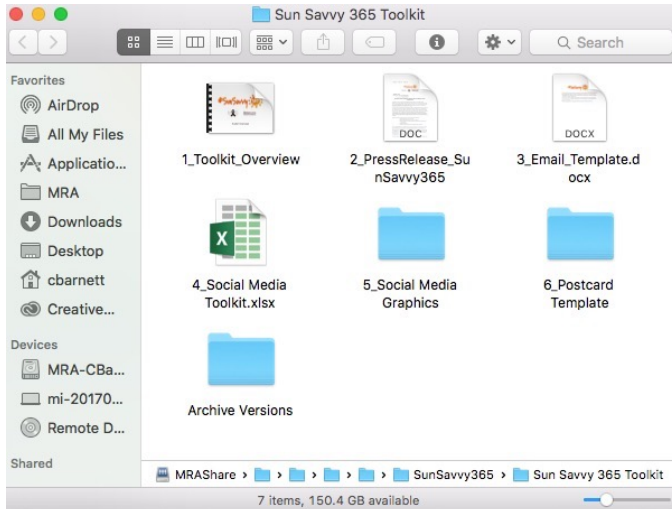 Sun Savvy 365 Toolkit
Search
Favorites
AirDrop
All My Files
Applicatio...
MRA
Downloads
Desktop
cbarnett
Creative...
Devices
MRA-CBa...
mi-20170...
Remote D...
Shared
#SunSavvy365
1_Toolkit_Overview
DOC
2_PressRelease_Su
nSavvy365
DOCX
3_Email_Template.d
ocx
X
4_Social Media
Toolkit.xlsx
5_Social Media
Graphics
6_Postcard
Template
Archive Versions
MRAShare › › › › › SunSavvy365 › Sun Savvy 365 Toolkit
7 items, 150.4 GB available